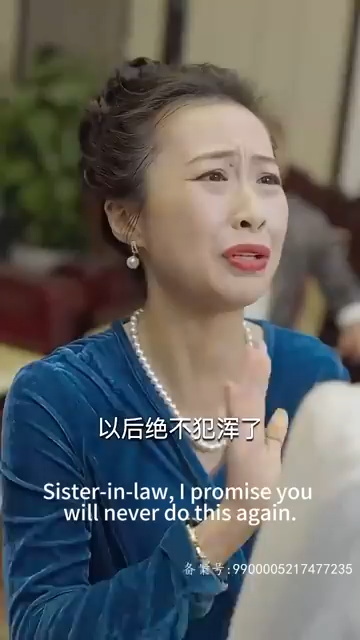 以后绝不犯浑了
Sister-in-law, I promise you
will never do this again.
备案号:9900005217477235